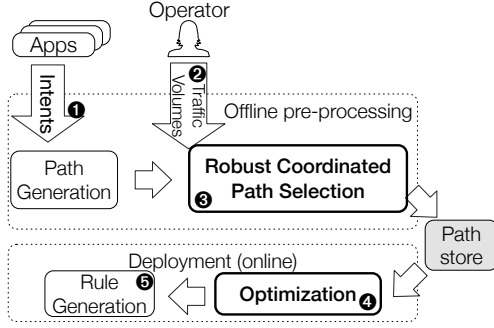 Operator
Apps
Intents
❶
❷
Traffic
Volumes
Offline pre-processing
Path
Generation
Robust Coordinated
Path Selection
❸
Path
store
Deployment (online)
Rule
Generation
❺
Optimization
❹